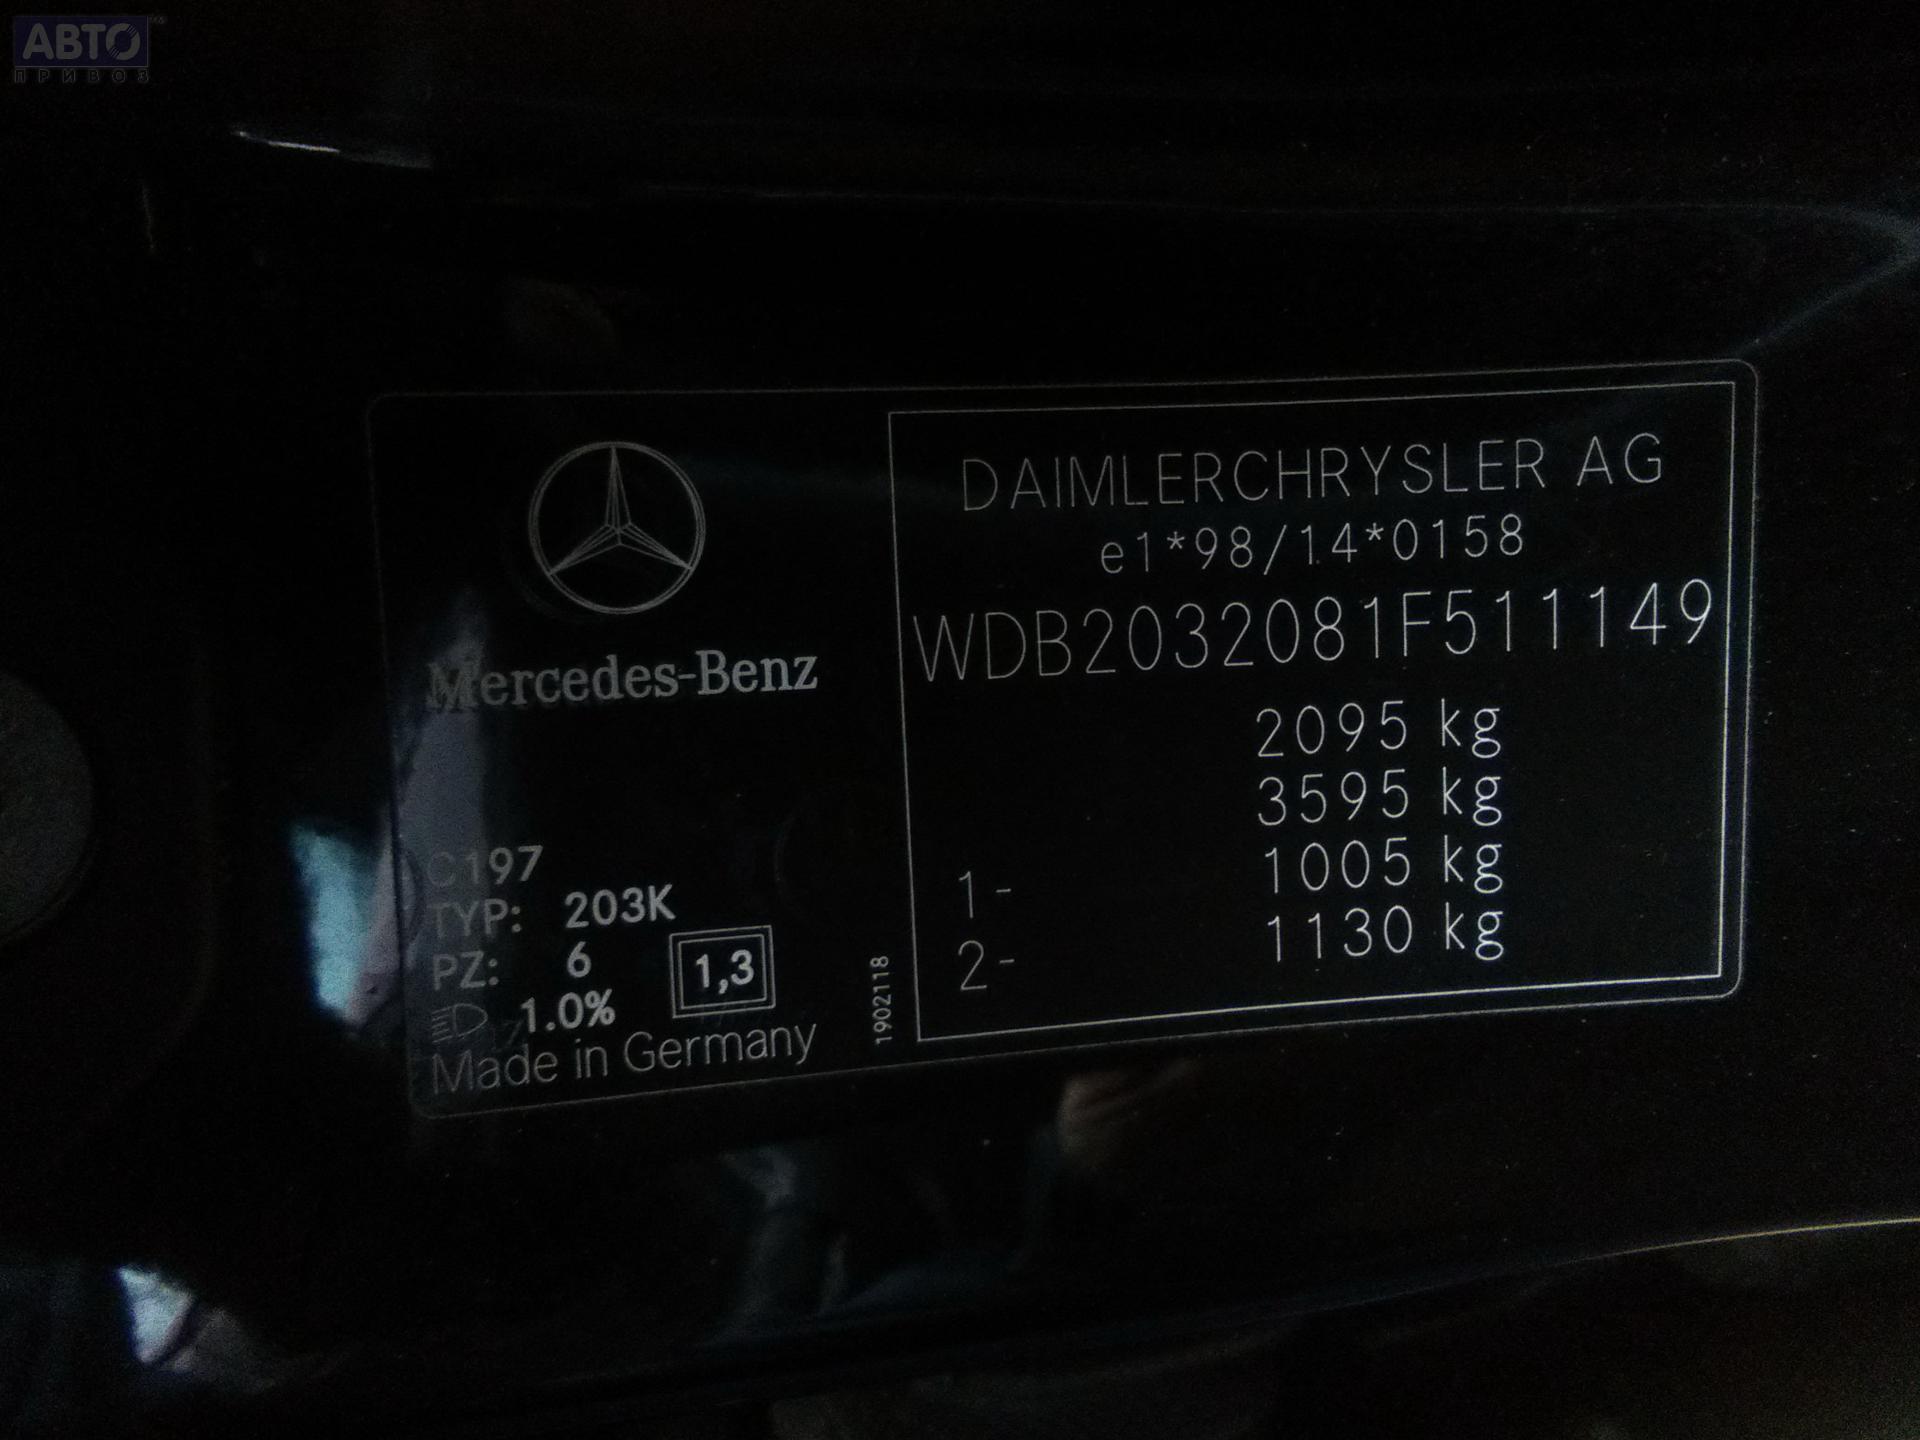 АВТО
ПРИВОЗ
Mercedes-Benz
C197
TYP: 203K
PZ: 6
1.0%
1,3
Made in Germany
1902118
DAIMLERCHRYSLER AG
e1*98/14*0158
WDB2032081F511149
2095 kg
3595 kg
1- 1005 kg
2- 1130 kg